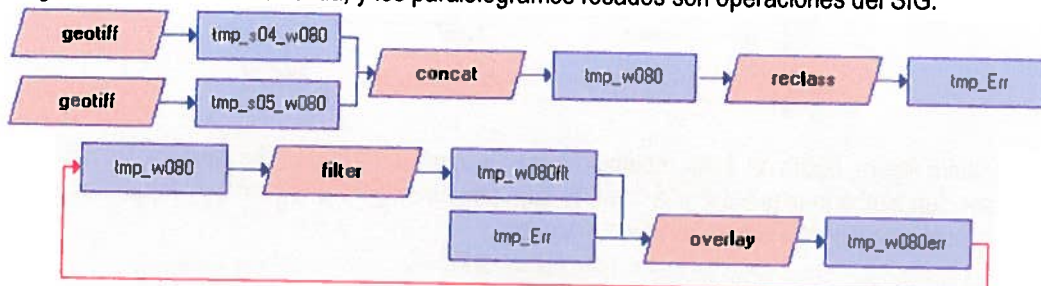 y los paralelogramos rosados son operaciones del SIG.
geotiff
tmp_s04_w080
geotiff
tmp_s05_w080
concat
tmp_w080
reclass
tmp_Err
tmp_w080
filter
tmp_w080flt
tmp_Err
overlay
tmp_w080err